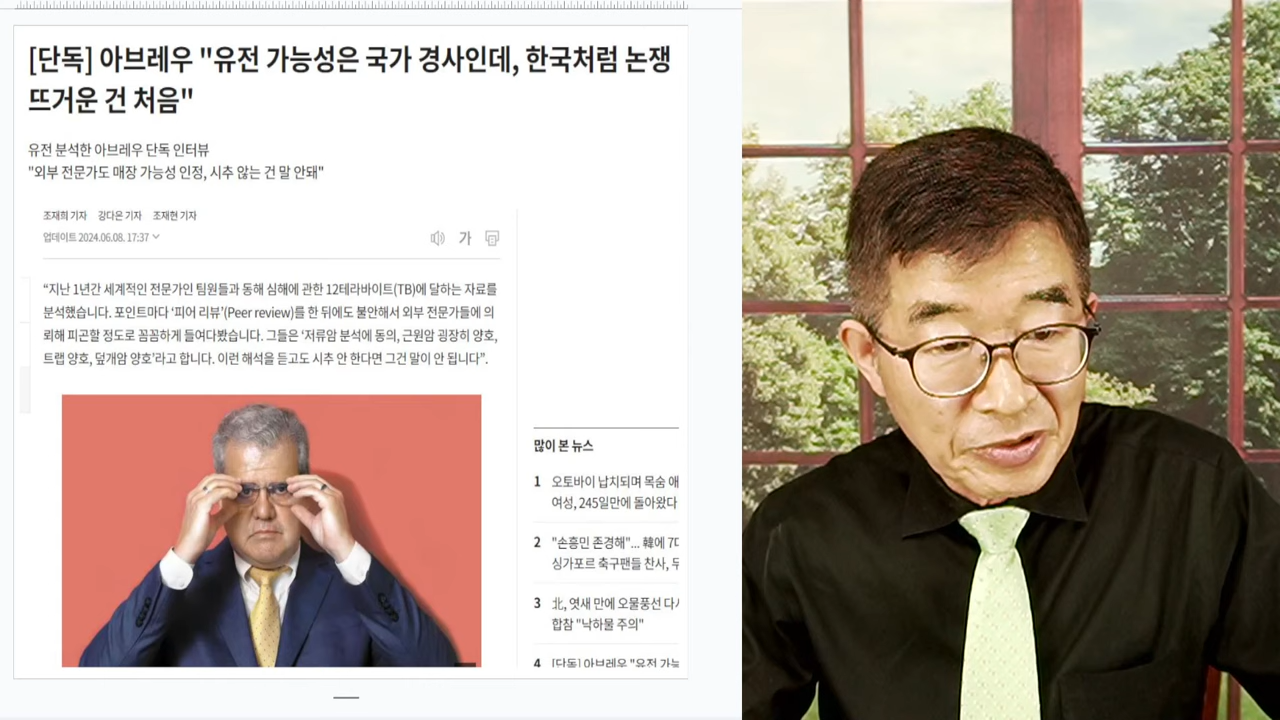 [단독] 아브레우 "유전 가능성은 국가 경사인데, 한국처럼 논쟁
뜨거운 건 처음"
유전 분석한 아브레우 단독 인터뷰
"외부 전문가도 매장 가능성 인정, 시추 않는 건 말 안돼"
조재희 기자 강다은 기자 조재현 기자
업데이트 2024.06.08. 17:37
가
“지난 1년간 세계적인 전문가인 팀원들과 동해 심해에 관한 12테라바이트(TB)에 달하는 자료를
분석했습니다. 포인트마다 ‘피어 리뷰’(Peer review)를 한 뒤에도 불안해서 외부 전문가들에 의
뢰해 피곤할 정도로 꼼꼼하게 들여다봤습니다. 그들은 ‘저류암 분석에 동의, 근원암 굉장히 양호,
트랩 양호, 덮개암 양호’라고 합니다. 이런 해석을 듣고도 시추 안 한다면 그건 말이 안 됩니다”.
많이 본 뉴스
1 오토바이 납치되며 목숨 애
여성, 245일만에 돌아왔다
2 "손흥민 존경해"... 韓에 7대
싱가포르 축구팬들 찬사, 두
3 北, 엿새 만에 오물풍선 다시
합참 "낙하물 주의"
4 [단독] 아브레우 "유전 가능